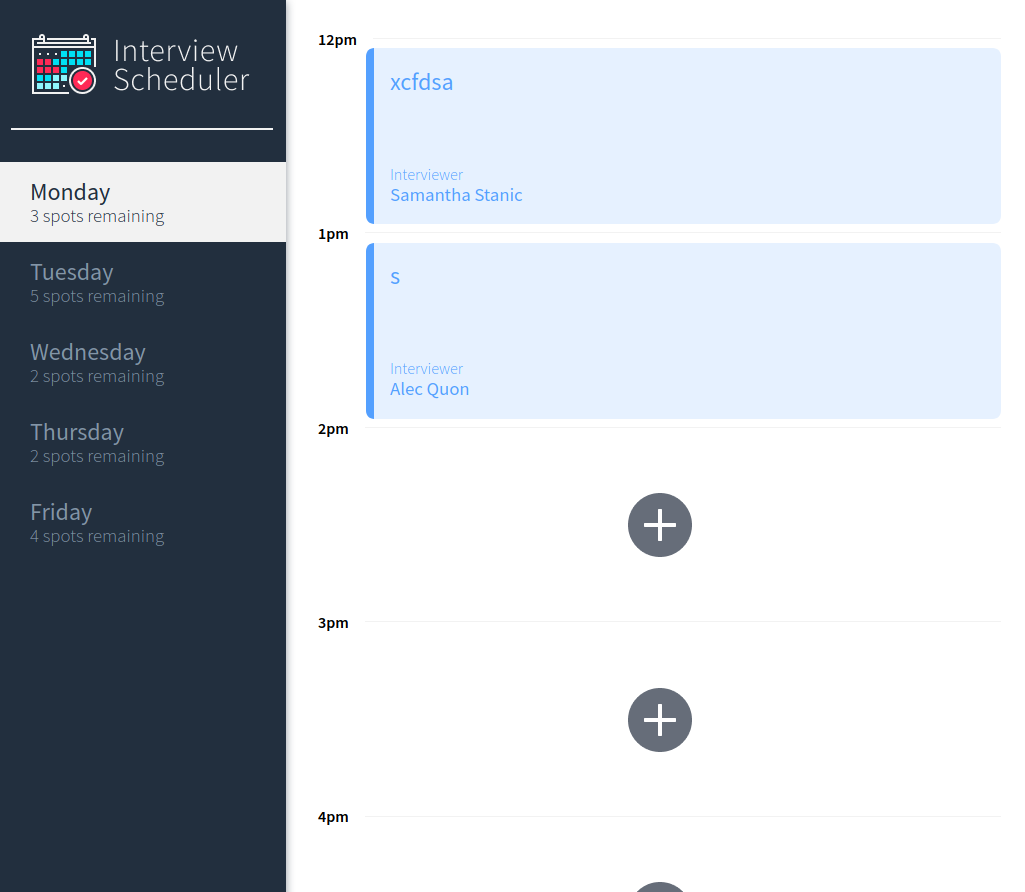 Interview
Scheduler
Monday
3 spots remaining
Tuesday
5 spots remaining
Wednesday
2 spots remaining
Thursday
2 spots remaining
Friday
4 spots remaining
12pm
xcfdsa
Interviewer
Samantha Stanic
1pm
s
Interviewer
Alec Quon
2pm
3pm
4pm